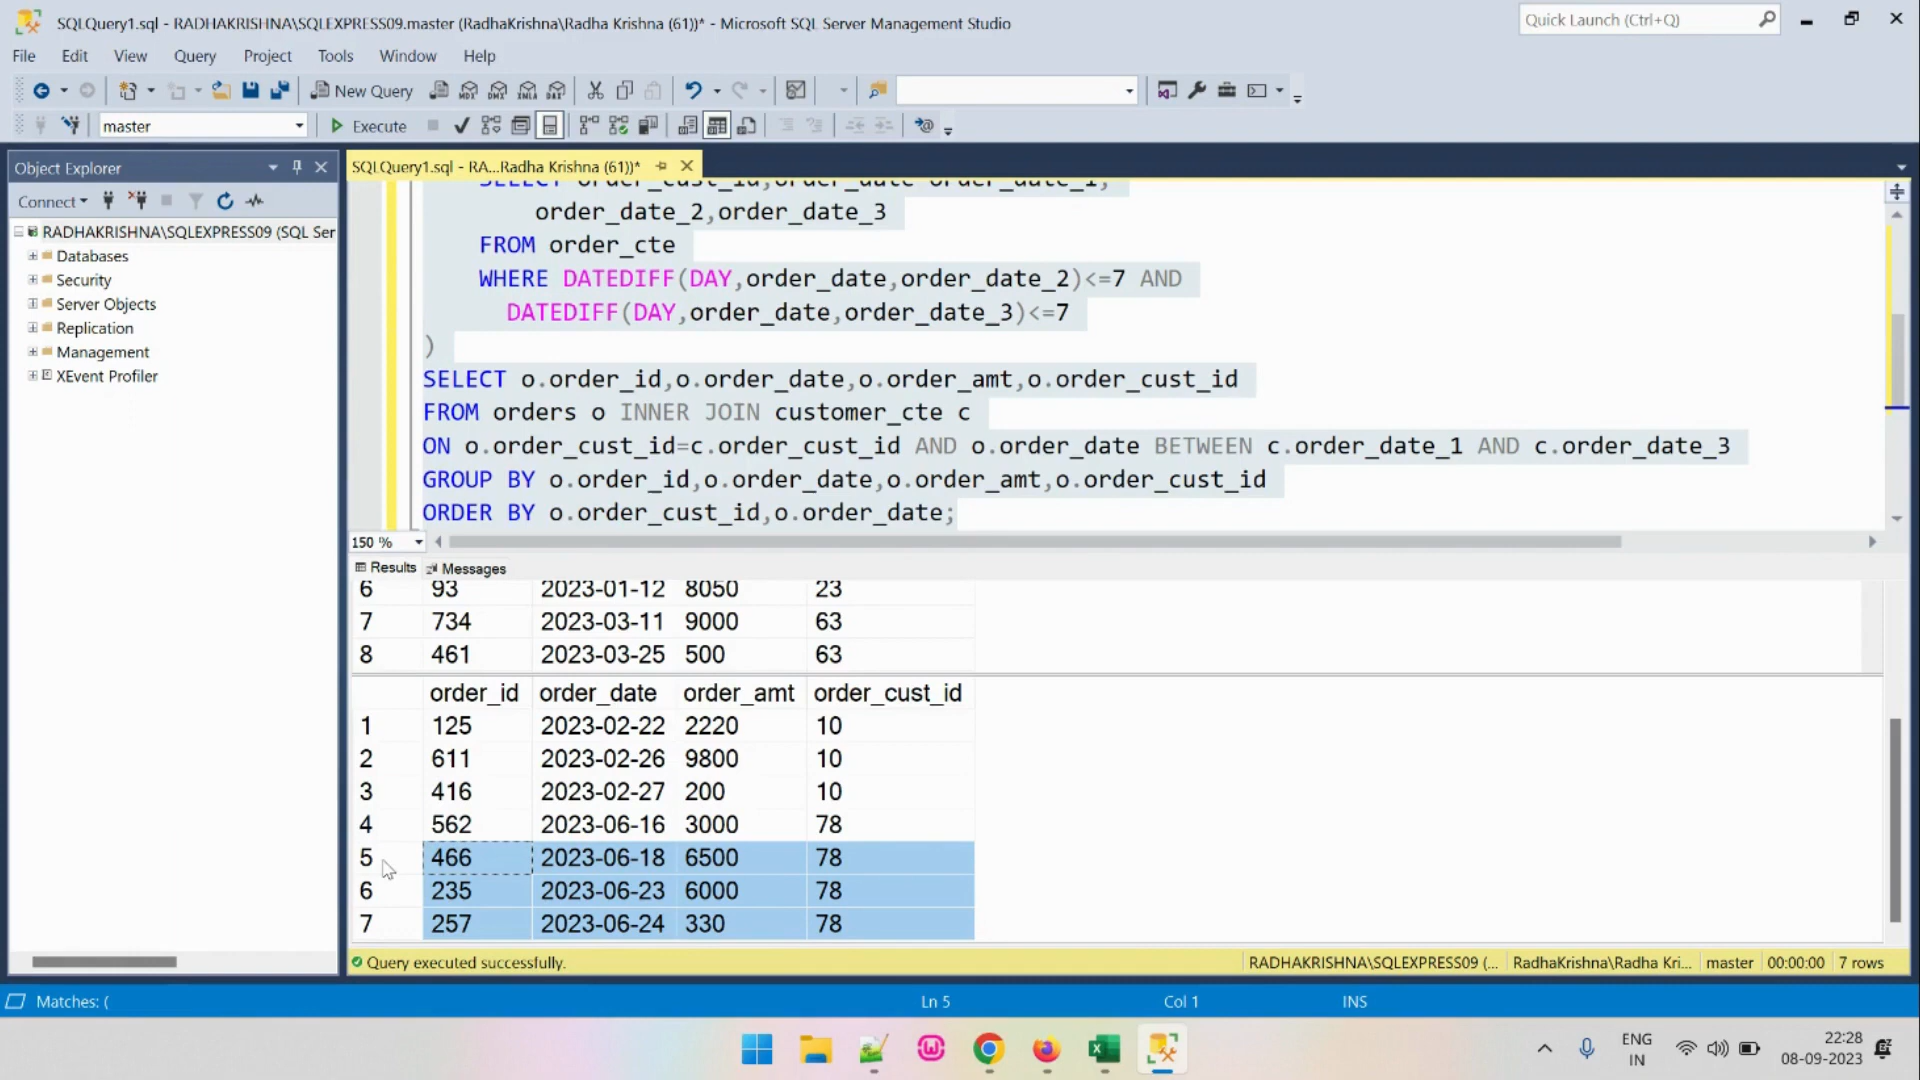 SQLQuery1.sql - RADHAKRISHNA\SQLEXPRESS09.master (RadhaKrishna\Radha Krishna (61))* - Microsoft SQL Server Management Studio
Quick Launch (Ctrl+Q)
File Edit View Query Project Tools Window Help
New Query MDX DMX XMLA DAX
master Execute
Object Explorer
SQLQuery1.sql - RA...Radha Krishna (61))*
Connect
RADHAKRISHNA\SQLEXPRESS09 (SQL Ser
Databases
Security
Server Objects
Replication
Management
XEvent Profiler
SELECT order_cust_id,order_date order_date_1,
order_date_2,order_date_3
FROM order_cte
WHERE DATEDIFF(DAY,order_date,order_date_2)<=7 AND
DATEDIFF(DAY,order_date,order_date_3)<=7
)
SELECT o.order_id,o.order_date,o.order_amt,o.order_cust_id
FROM orders o INNER JOIN customer_cte c
ON o.order_cust_id=c.order_cust_id AND o.order_date BETWEEN c.order_date_1 AND c.order_date_3
GROUP BY o.order_id,o.order_date,o.order_amt,o.order_cust_id
ORDER BY o.order_cust_id,o.order_date;
150 %
Results Messages
6 93 2023-01-12 8050 23
7 734 2023-03-11 9000 63
8 461 2023-03-25 500 63
order_id order_date order_amt order_cust_id
1 125 2023-02-22 2220 10
2 611 2023-02-26 9800 10
3 416 2023-02-27 200 10
4 562 2023-06-16 3000 78
5 466 2023-06-18 6500 78
6 235 2023-06-23 6000 78
7 257 2023-06-24 330 78
Query executed successfully.
RADHAKRISHNA\SQLEXPRESS09 (... RadhaKrishna\Radha Kri... master 00:00:00 7 rows
Matches: (
Ln 5 Col 1 INS
ENG
IN
22:28
08-09-2023